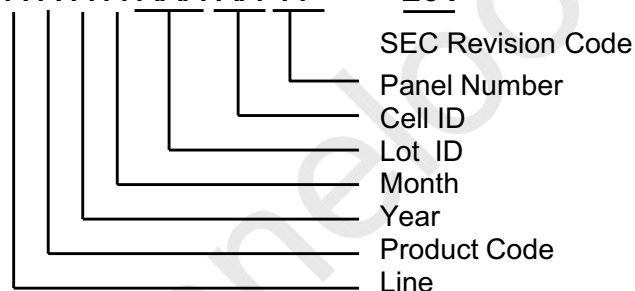 SEC Revision Code
Panel Number
Cell ID
Lot ID
Month
Year
Product Code
Line